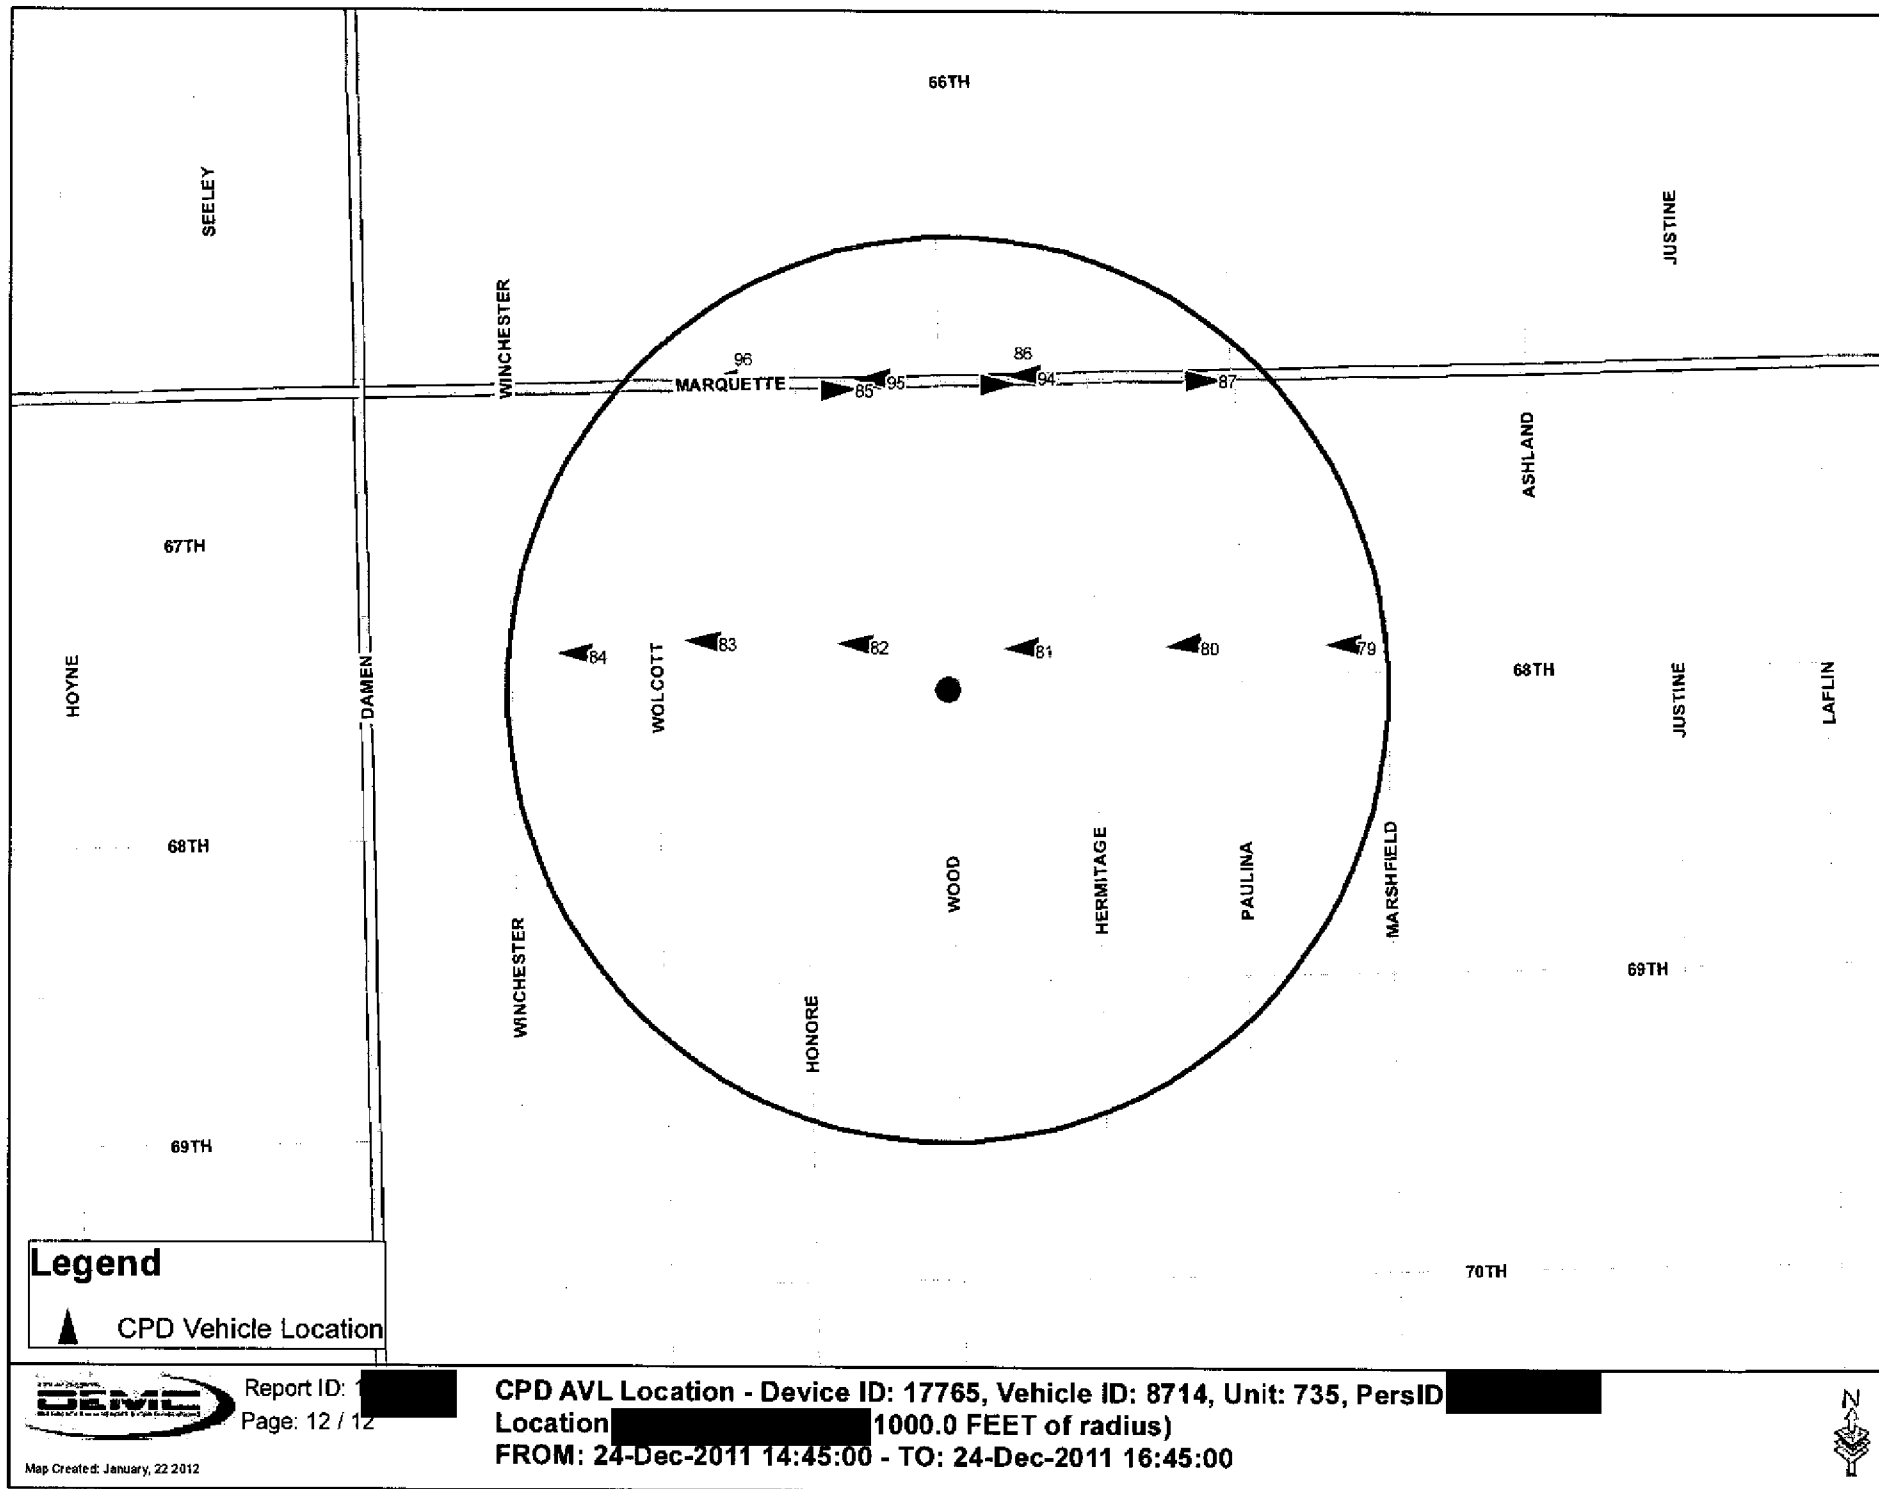 66TH
SEELEY
JUSTINE
WINCHESTER
96
86
MARQUETTE
85
95
94
87
ASHLAND
67TH
84
83
82
81
80
79
HOYNE
DAMEN
WOLCOTT
68TH
JUSTINE
LAFLIN
68TH
WOOD
HERMITAGE
PAULINA
MARSHFIELD
WINCHESTER
69TH
HONORE
69TH
70TH
Legend
CPD Vehicle Location
OEMC
Report ID: 1
Page: 12 / 12
Map Created: January, 22 2012
CPD AVL Location - Device ID: 17765, Vehicle ID: 8714, Unit: 735, PersID
Location 1000.0 FEET of radius)
FROM: 24-Dec-2011 14:45:00 - TO: 24-Dec-2011 16:45:00
N